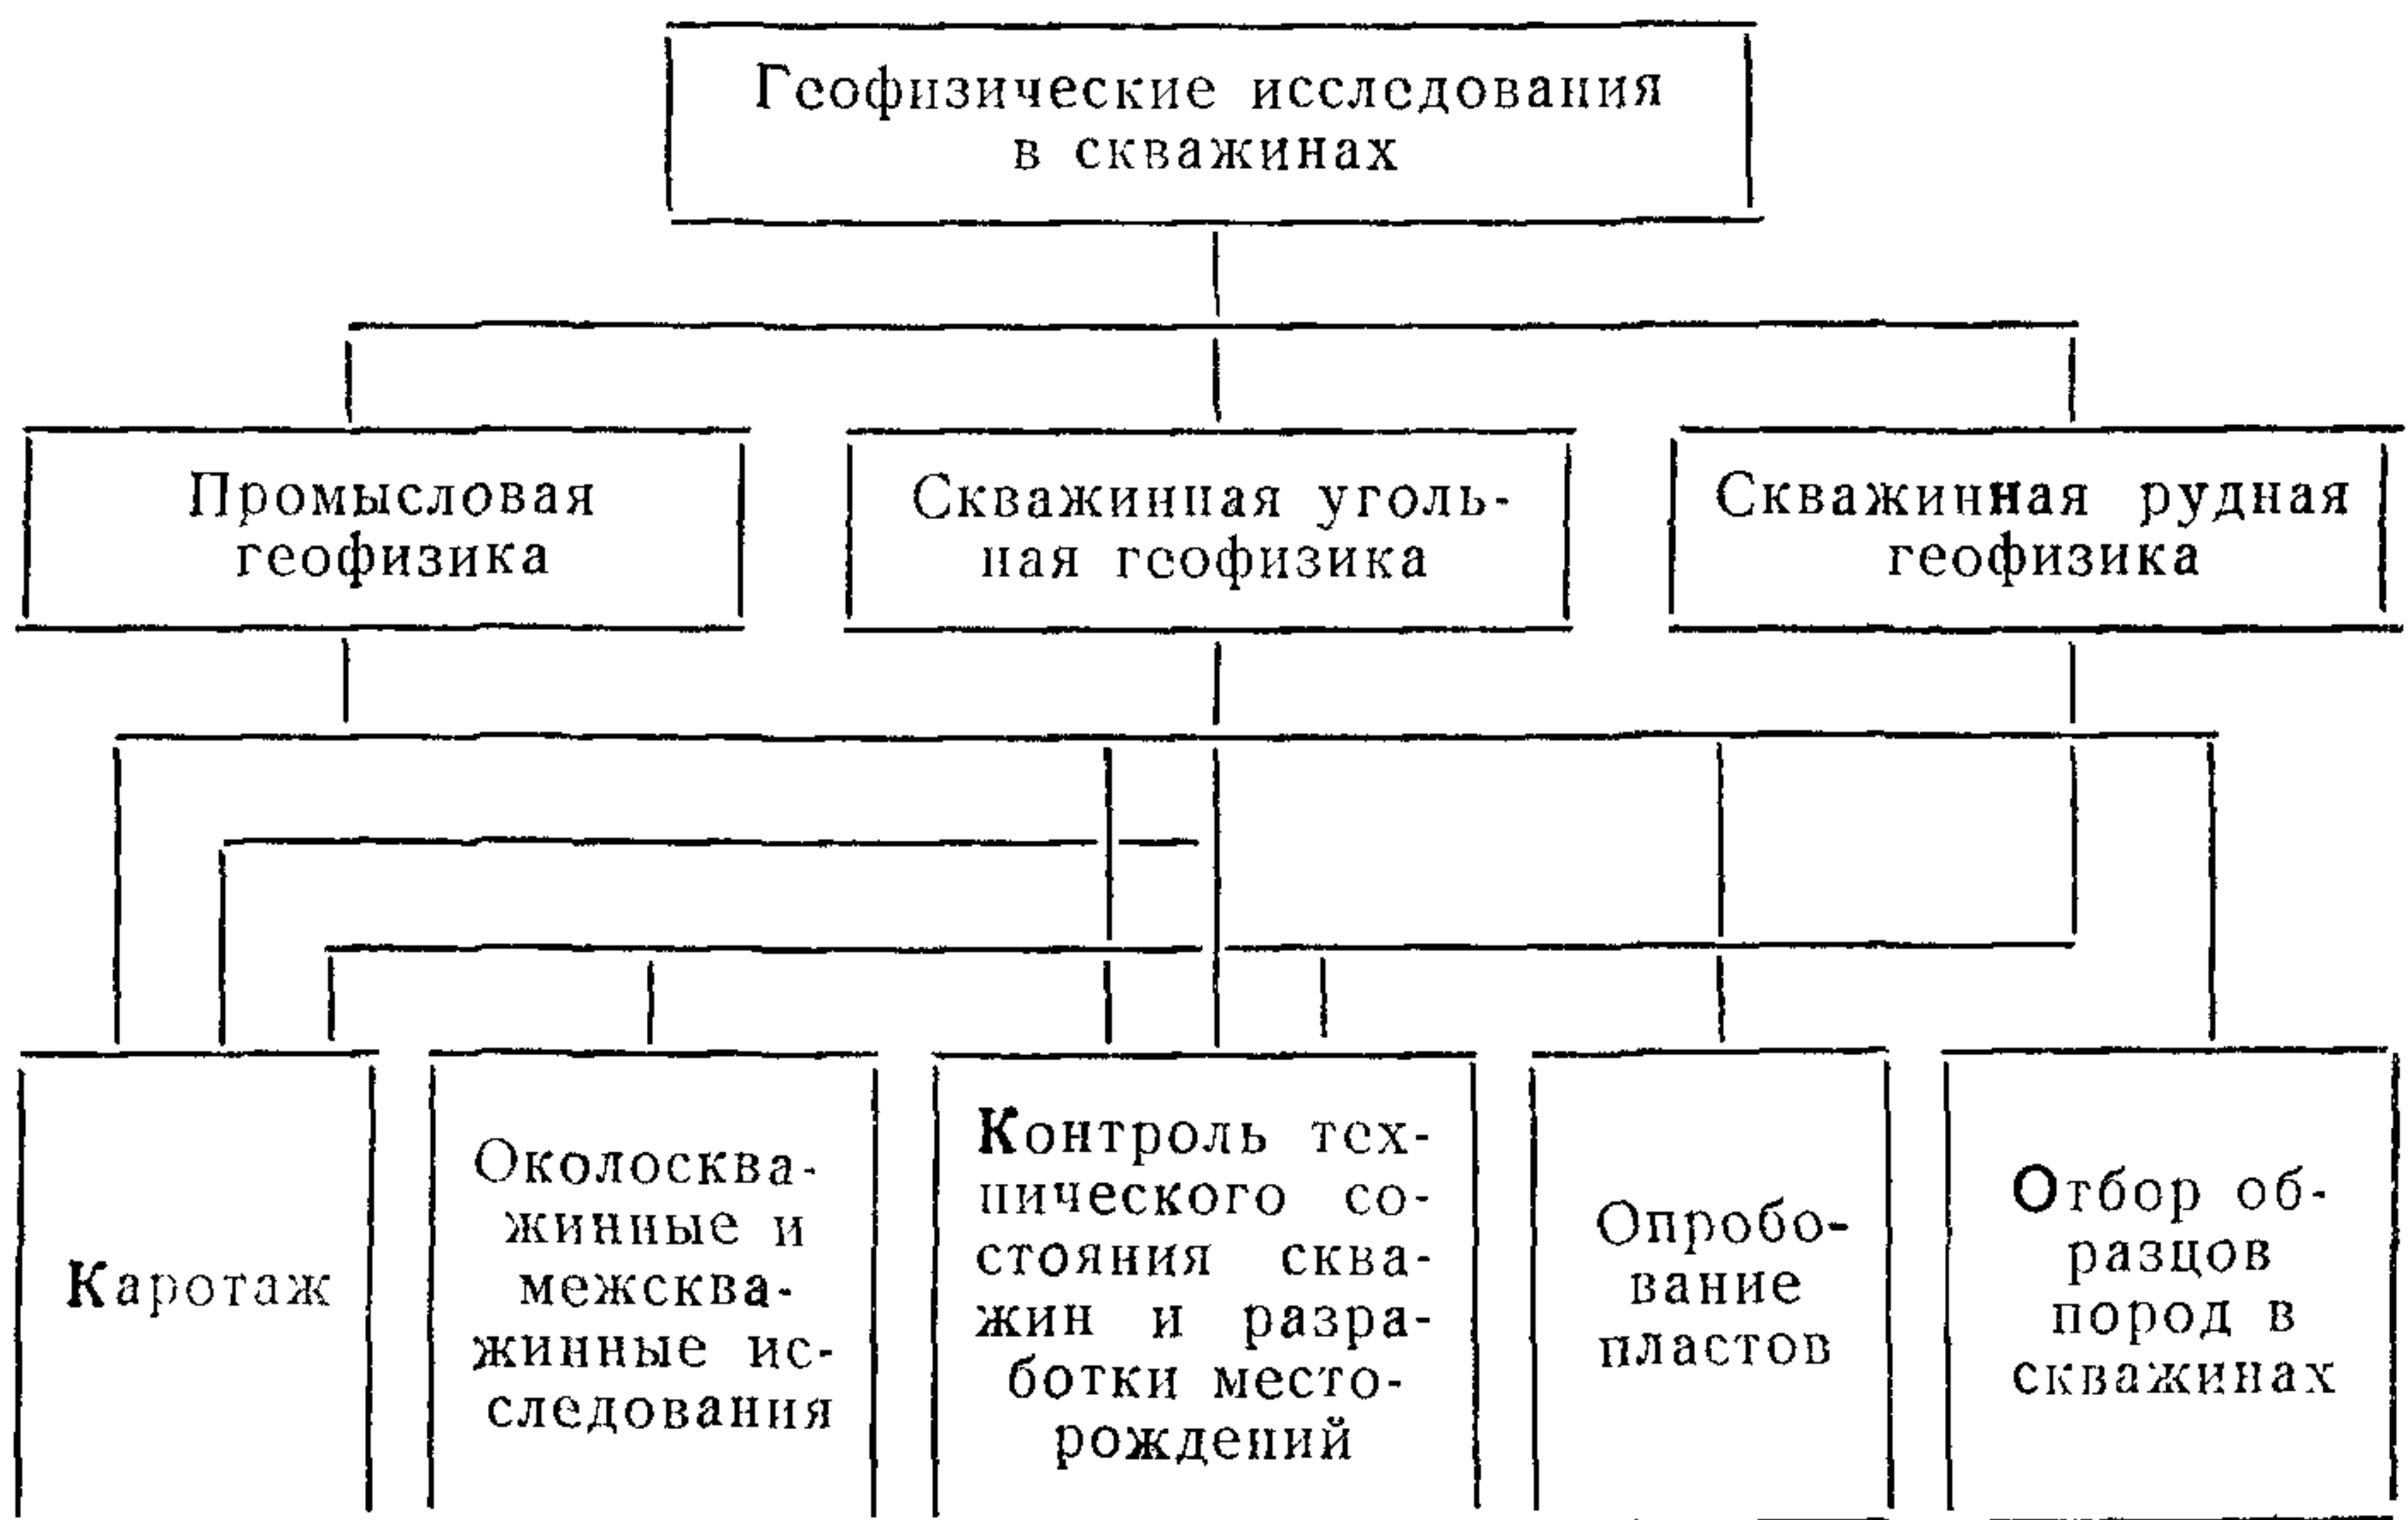 Геофизические исследования
в скважинах
Промысловая
геофизика
Скважинная уголь-
ная геофизика
Скважинная рудная
геофизика
Каротаж
Околосква-
жинные и
межсква-
жинные ис-
следования
Контроль тех-
нического со-
стояния сква-
жин и разра-
ботки место-
рождений
Опробо-
вание
пластов
Отбор об-
разцов
пород в
скважинах